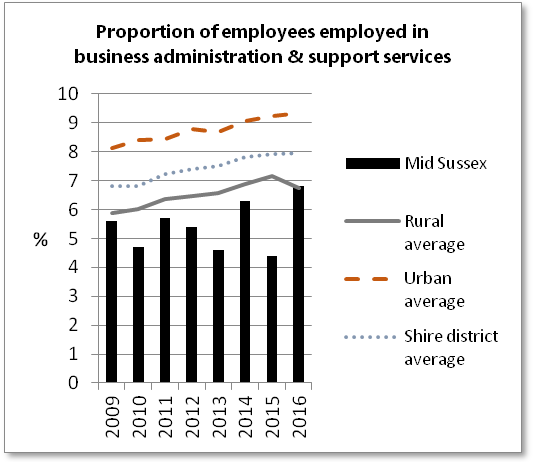 Proportion of employees employed in
business administration & support services
10
9
8
7
6
5
4
3
2
1
0
%
2009
2010
2011
2012
2013
2014
2015
2016
Mid Sussex
Rural
average
Urban
average
Shire district
average